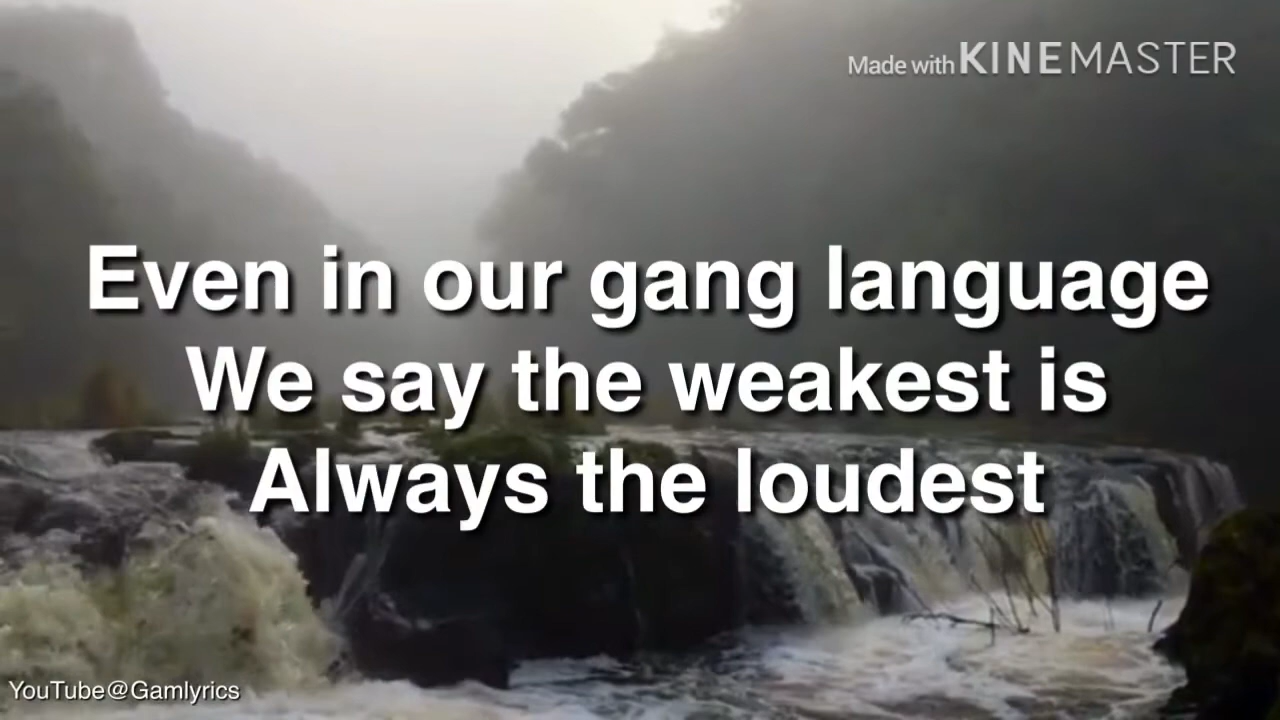 Made with KINEMASTER
Even in our gang language
We say the weakest is
Always the loudest
YouTube@Gamlyrics